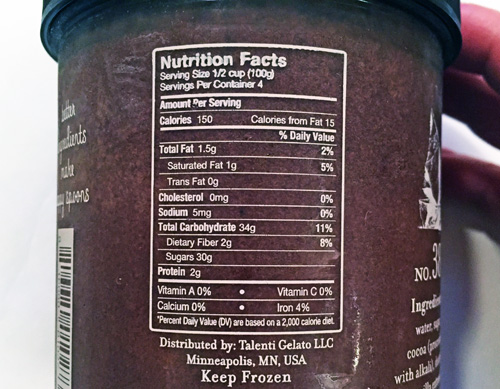 Nutrition Facts
Serving Size 1/2 cup (100g)
Servings Per Container 4
Amount Per Serving
Calories 150 Calories from Fat 15
% Daily Value
Total Fat 1.5g 2%
Saturated Fat 1g 5%
Trans Fat 0g
Cholesterol 0mg 0%
Sodium 5mg 0%
Total Carbohydrate 34g 11%
Dietary Fiber 2g 8%
Sugars 30g
Protein 2g
Vitamin A 0% • Vitamin C 0%
Calcium 0% • Iron 4%
*Percent Daily Value (DV) are based on a 2,000 calorie diet.
Distributed by: Talenti Gelato LLC
Minneapolis, MN, USA
Keep Frozen
better
make
NO.
water,
cocoa
with alkali),